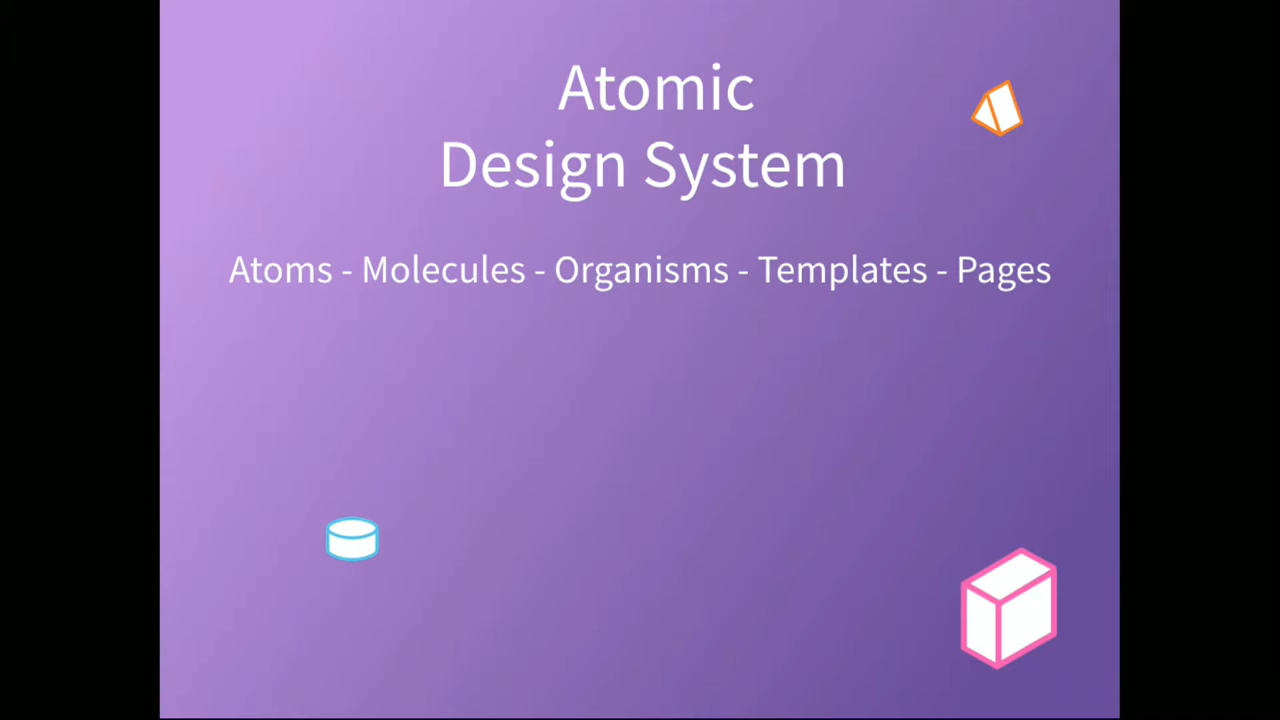 Atomic
Design System
Atoms - Molecules - Organisms - Templates - Pages